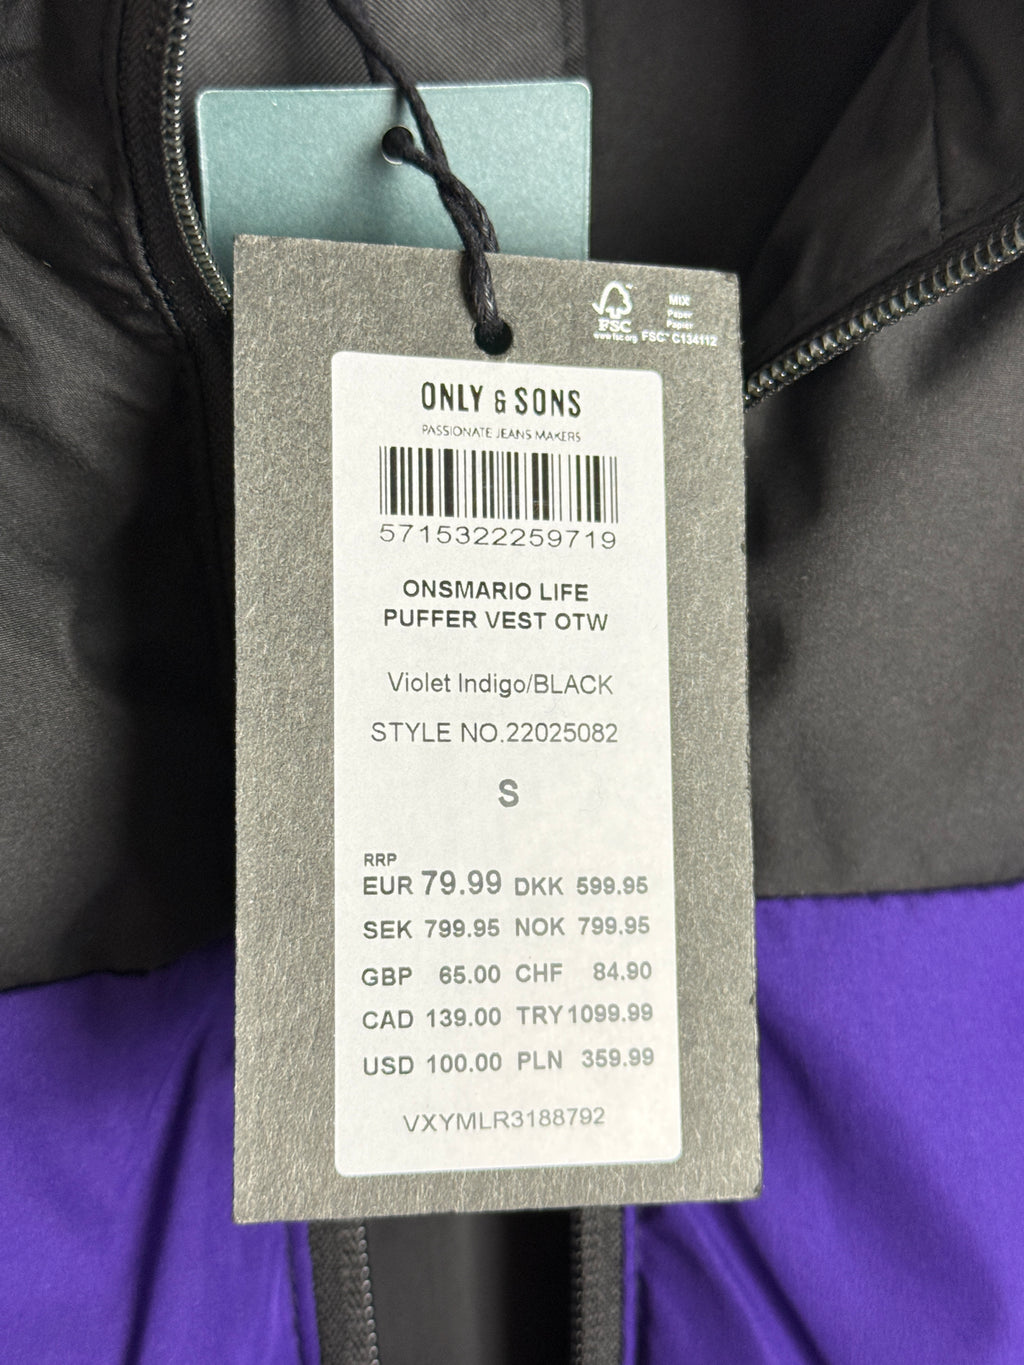 MIX
Paper
Papier
FSC
www.fsc.org FSC® C134112
ONLY & SONS
PASSIONATE JEANS MAKERS
5715322259719
ONSMARIO LIFE
PUFFER VEST OTW
Violet Indigo/BLACK
STYLE NO.22025082
S
RRP
EUR 79.99 DKK 599.95
SEK 799.95 NOK 799.95
GBP 65.00 CHF 84.90
CAD 139.00 TRY 1099.99
USD 100.00 PLN 359.99
VXYMLR3188792